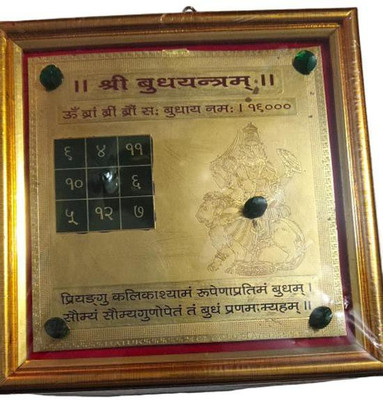 ॥ श्री बुधयन्त्रम् ॥
ॐ ब्रां ब्रीं ब्रौं सः बुधाय नमः । १६०००
६ ४ ११
१० ६
५ १२ ७
प्रियङ्गु कलिकाश्यामं रूपेणाप्रतिमं बुधम् ।
सौम्यं सौम्यगुणोपेतं तं बुधं प्रणमाम्यहम् ॥